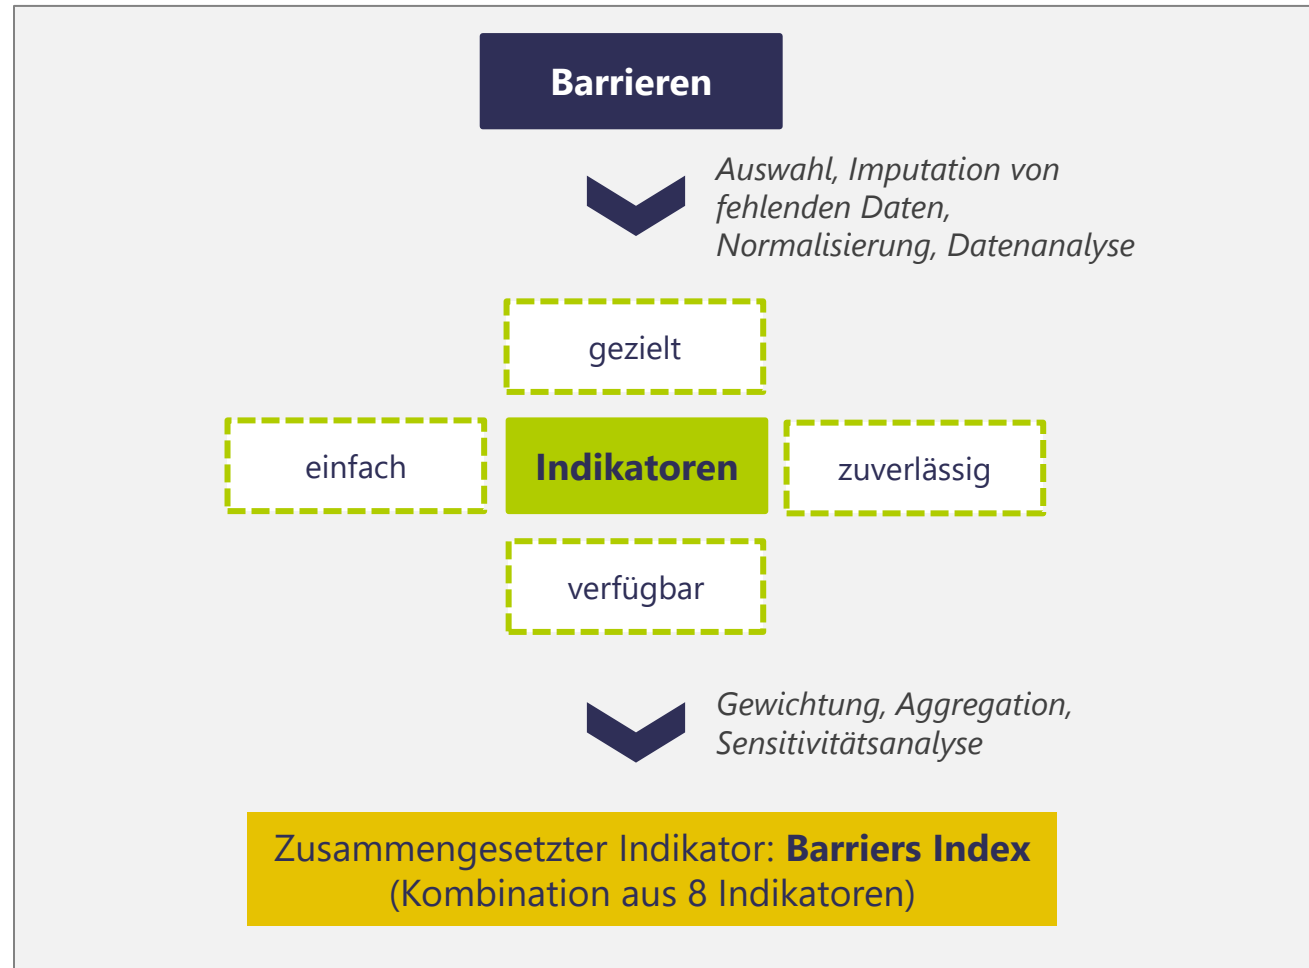 Barrieren
Auswahl, Imputation von
fehlenden Daten,
Normalisierung, Datenanalyse
gezielt
einfach
Indikatoren
zuverlässig
verfügbar
Gewichtung, Aggregation,
Sensitivitätsanalyse
Zusammengesetzter Indikator: Barriers Index
(Kombination aus 8 Indikatoren)